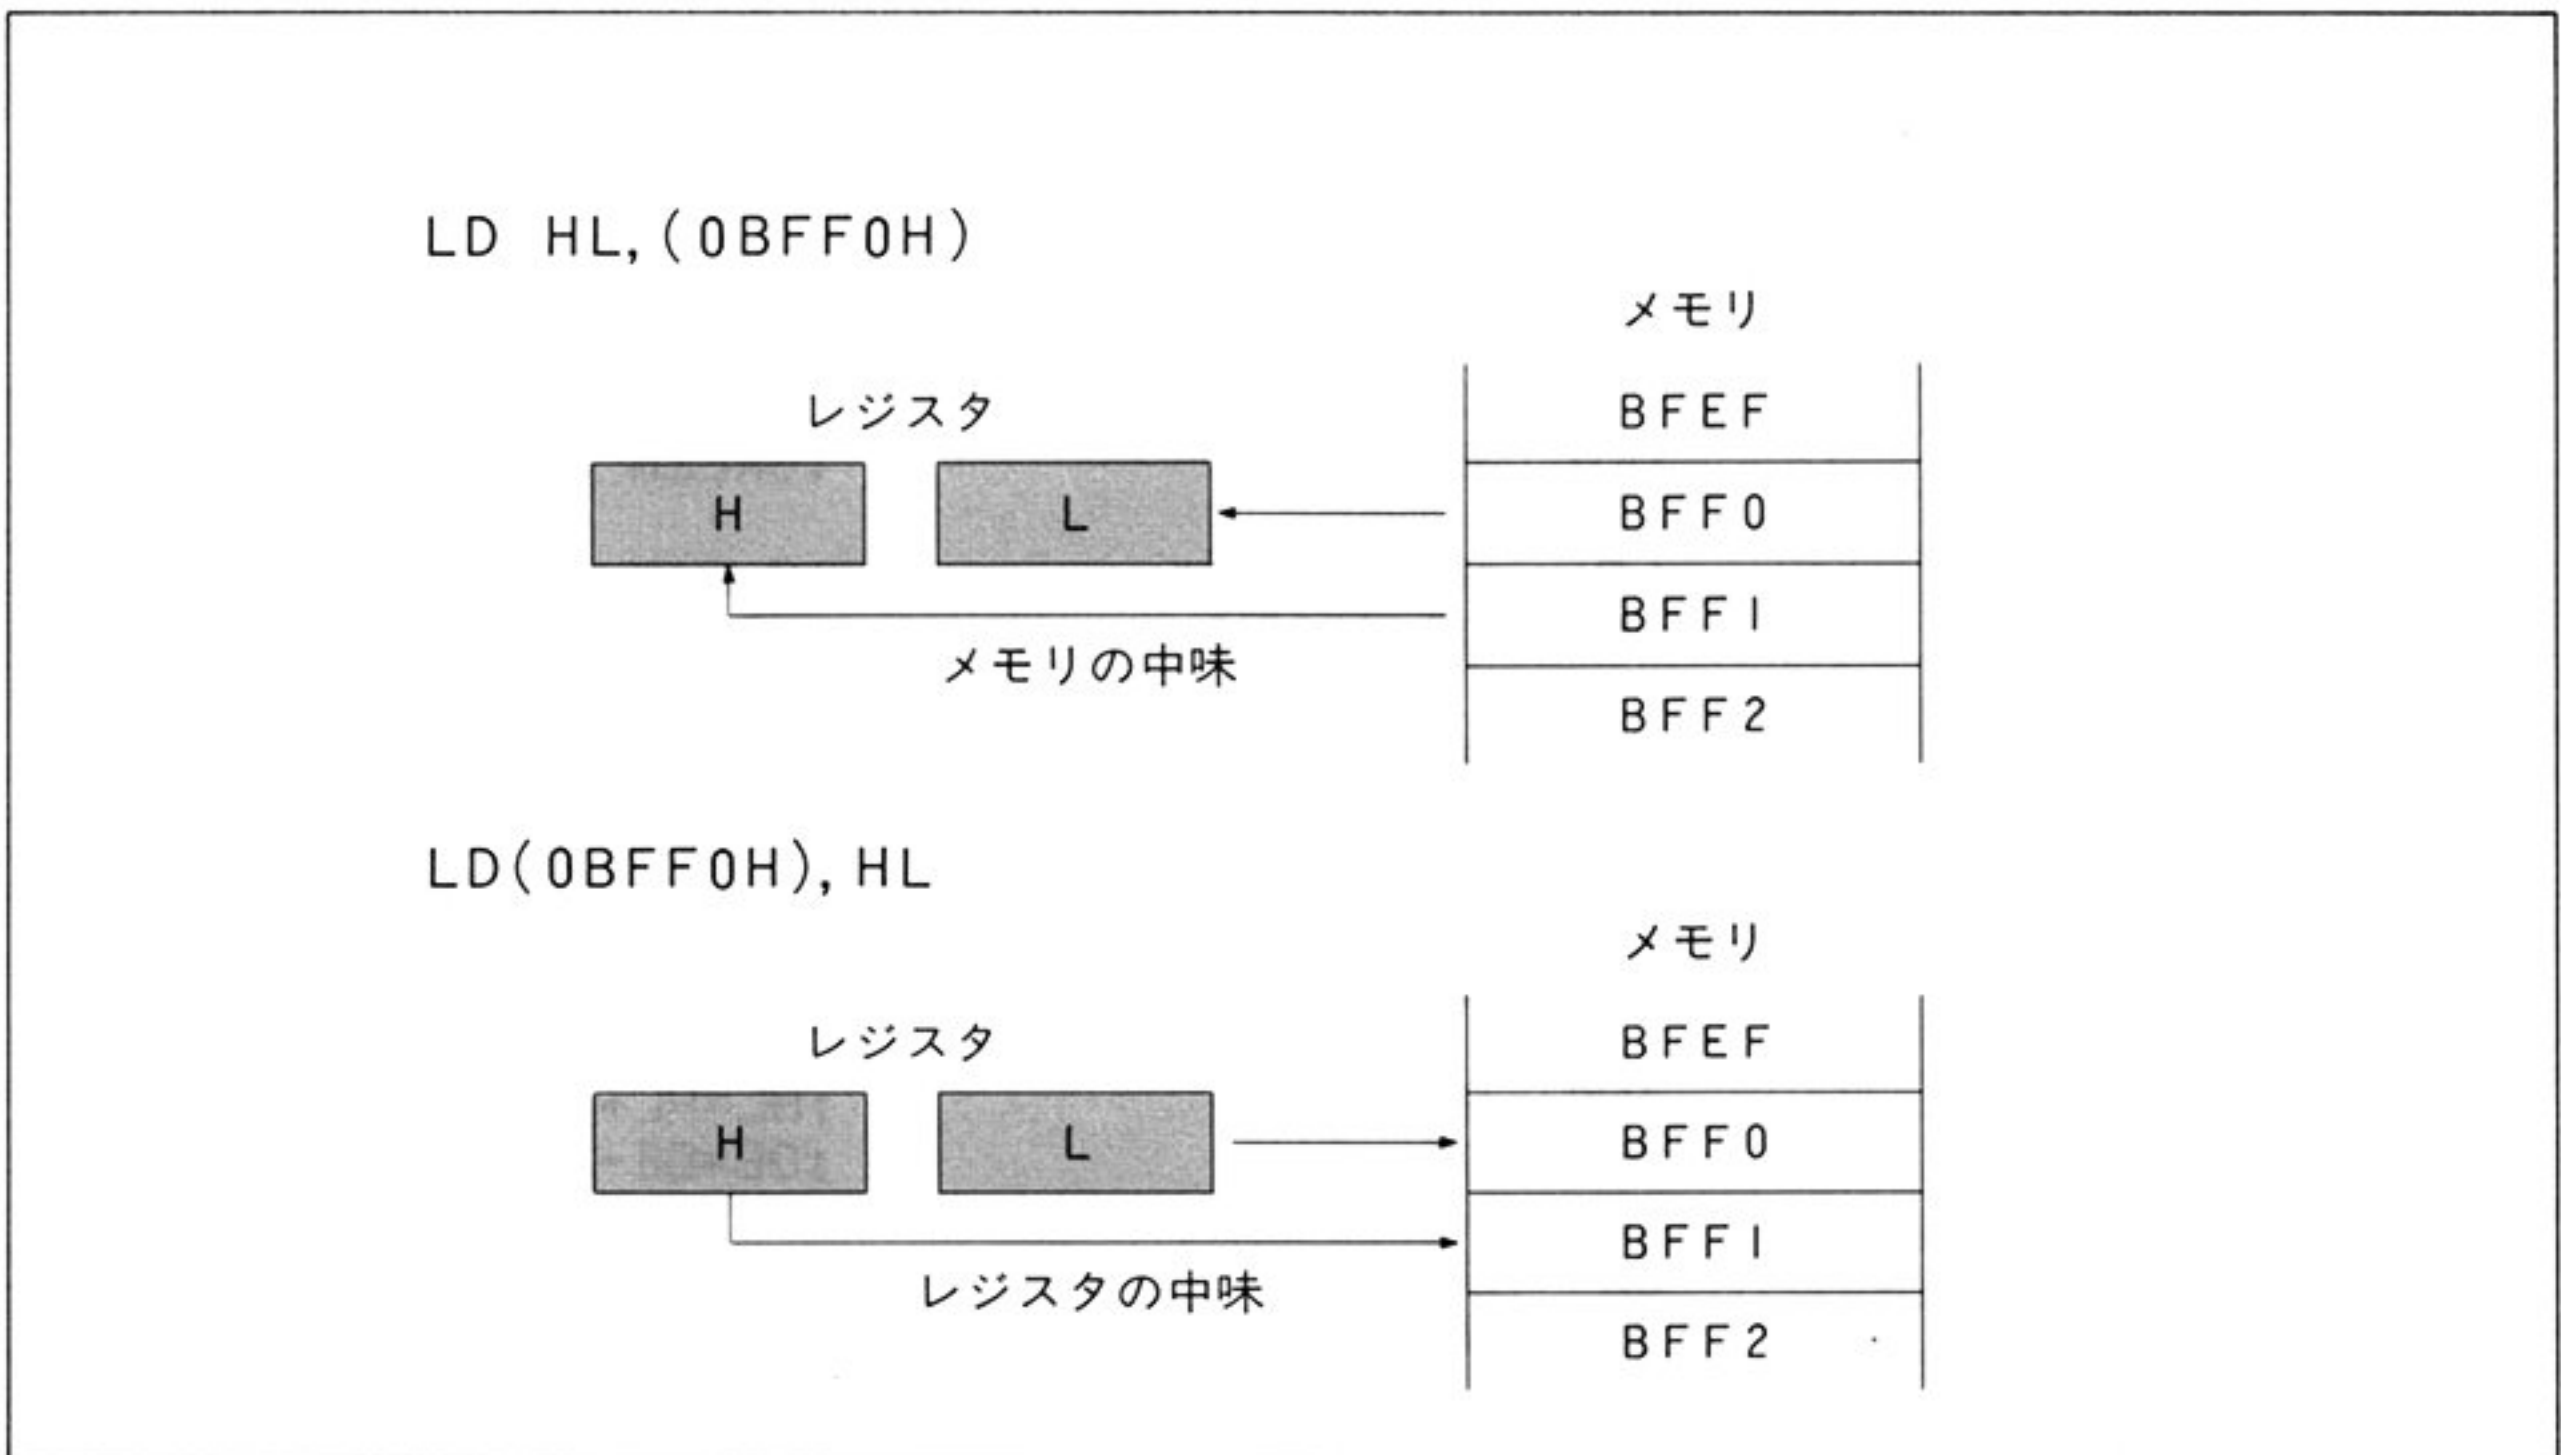 LD HL,(0BFF0H)
メモリ
レジスタ
BFEF
H L
BFF0
BFF1
メモリの中味
BFF2
LD(0BFF0H),HL
メモリ
レジスタ
BFEF
H L
BFF0
BFF1
レジスタの中味
BFF2